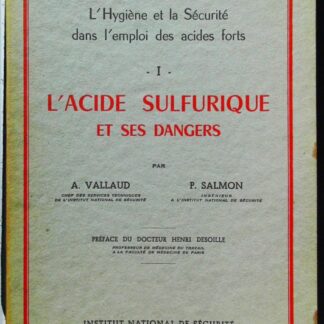 L'Hygiène et la Sécurité
dans l'emploi des acides forts
- I -
L'ACIDE SULFURIQUE
ET SES DANGERS
PAR
A. VALLAUD P. SALMON
CHEF DES SERVICES TECHNIQUES INGÉNIEUR
DE L'INSTITUT NATIONAL DE SÉCURITÉ A L'INSTITUT NATIONAL DE SÉCURITÉ
PRÉFACE DU DOCTEUR HENRI DESOILLE
PROFESSEUR DE MÉDECINE DU TRAVAIL
A LA FACULTÉ DE MÉDECINE DE PARIS
INSTITUT NATIONAL DE SÉCURITÉ